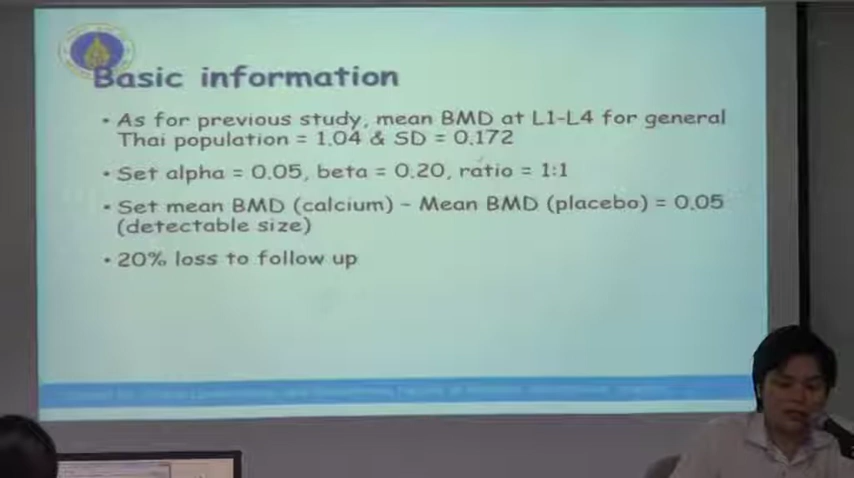 Basic information
• As for previous study, mean BMD at L1-L4 for general
Thai population = 1.04 & SD = 0.172
• Set alpha = 0.05, beta = 0.20, ratio = 1:1
• Set mean BMD (calcium) - Mean BMD (placebo) = 0.05
(detectable size)
• 20% loss to follow up